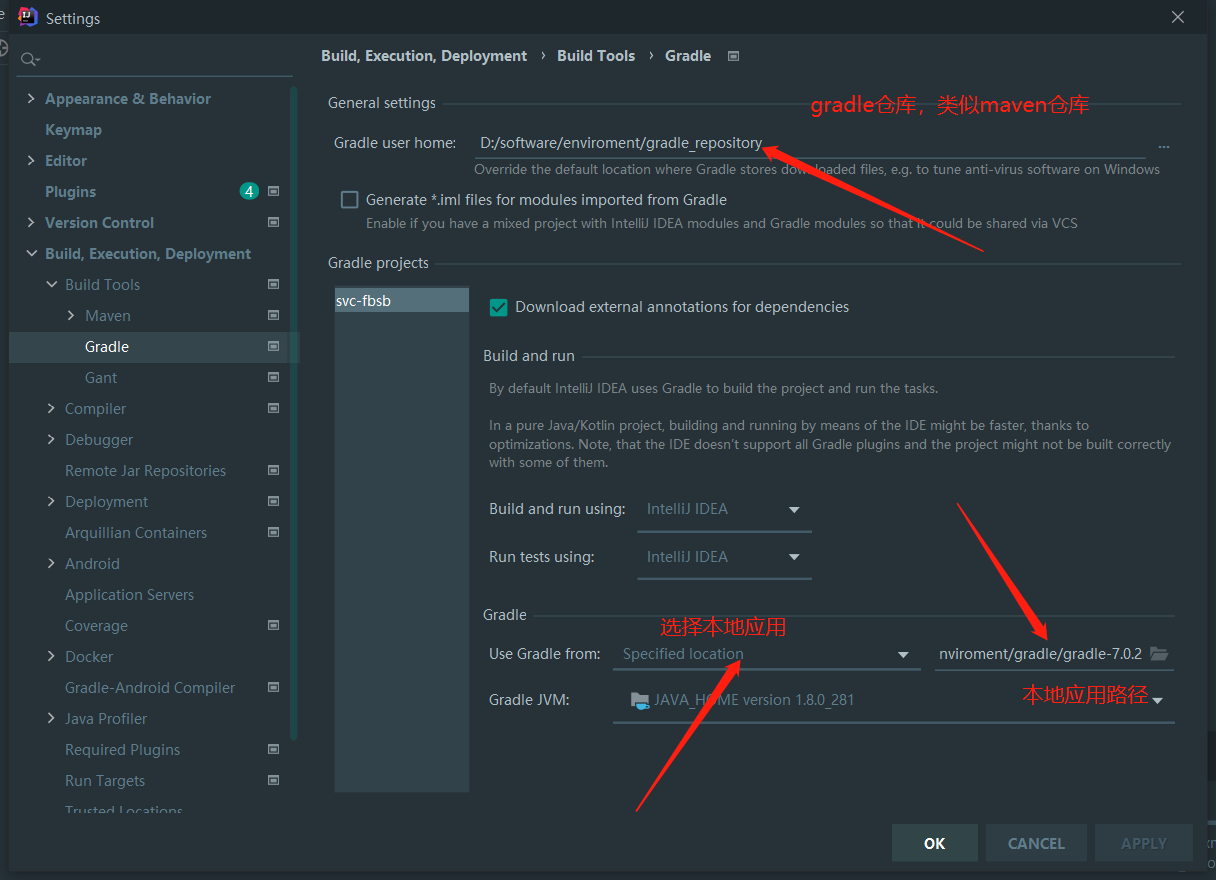 Settings
Build, Execution, Deployment › Build Tools › Gradle
Appearance & Behavior
Keymap
Editor
Plugins 4
Version Control
Build, Execution, Deployment
Build Tools
Maven
Gradle
Gant
Compiler
Debugger
Remote Jar Repositories
Deployment
Arquillian Containers
Android
Application Servers
Coverage
Docker
Gradle-Android Compiler
Java Profiler
Required Plugins
Run Targets
Trusted Locations
General settings
gradle仓库，类似maven仓库
Gradle user home: D:/software/enviroment/gradle_repository ...
Override the default location where Gradle stores downloaded files, e.g. to tune anti-virus software on Windows
Generate *.iml files for modules imported from Gradle
Enable if you have a mixed project with IntelliJ IDEA modules and Gradle modules so that it could be shared via VCS
Gradle projects
svc-fbsb
Download external annotations for dependencies
Build and run
By default IntelliJ IDEA uses Gradle to build the project and run the tasks.
In a pure Java/Kotlin project, building and running by means of the IDE might be faster, thanks to
optimizations. Note, that the IDE doesn't support all Gradle plugins and the project might not be built correctly
with some of them.
Build and run using: IntelliJ IDEA
Run tests using: IntelliJ IDEA
Gradle
选择本地应用
Use Gradle from: Specified location nviroment/gradle/gradle-7.0.2
Gradle JVM: JAVA_HOME version 1.8.0_281
本地应用路径
OK CANCEL APPLY